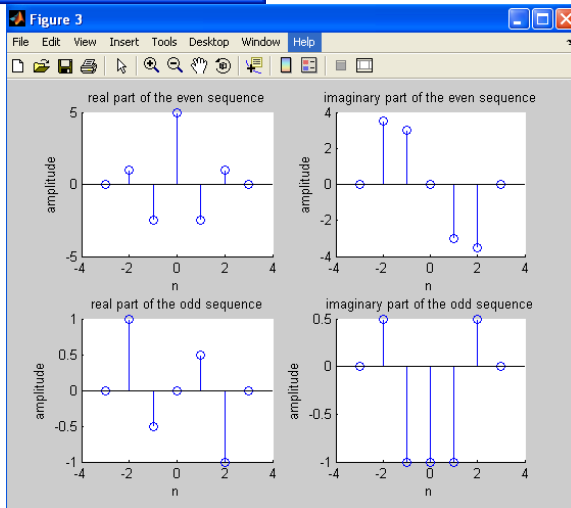 Figure 3
File Edit View Insert Tools Desktop Window Help
real part of the even sequence
5
0
-5
-4 -2 0 2 4
amplitude
n
imaginary part of the even sequence
4
2
0
-2
-4
-4 -2 0 2 4
amplitude
n
real part of the odd sequence
1
0.5
0
-0.5
-1
-4 -2 0 2 4
amplitude
n
imaginary part of the odd sequence
0.5
0
-0.5
-1
-4 -2 0 2 4
amplitude
n